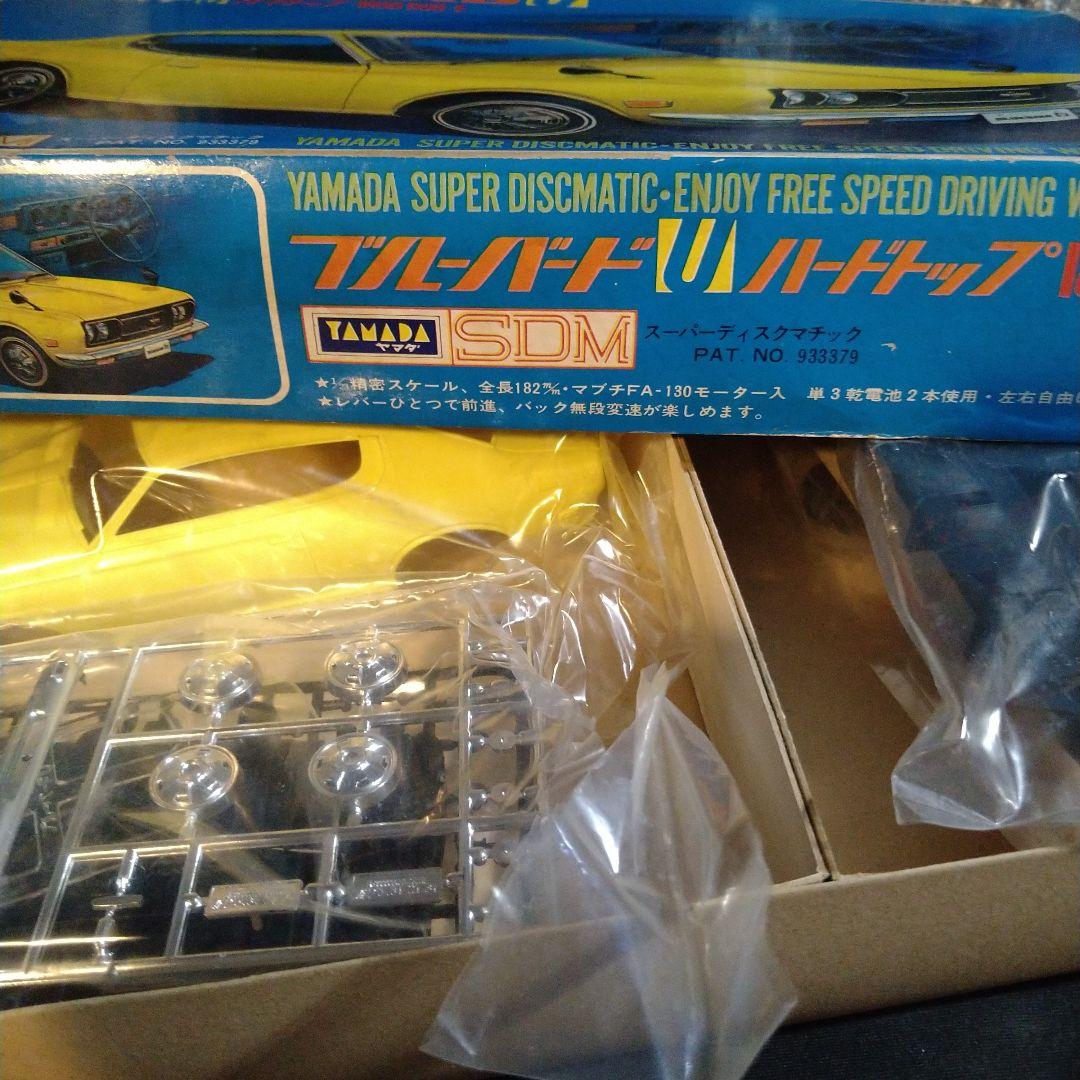 PAT. NO. 933379
YAMADA SUPER DISCMATIC・ENJOY FREE
YAMADA SUPER DISCMATIC・ENJOY FREE SPEED DRIVING
ブルーバードUハードトップ
YAMADA
ヤマダ
SDM
スーパーディスクマチック
PAT. NO. 933379
精密スケール、全長182m/m・マブチFA-130モーター入 単3乾電池2本使用・左右自由
★レバーひとつで前進、バック無段変速が楽しめます。